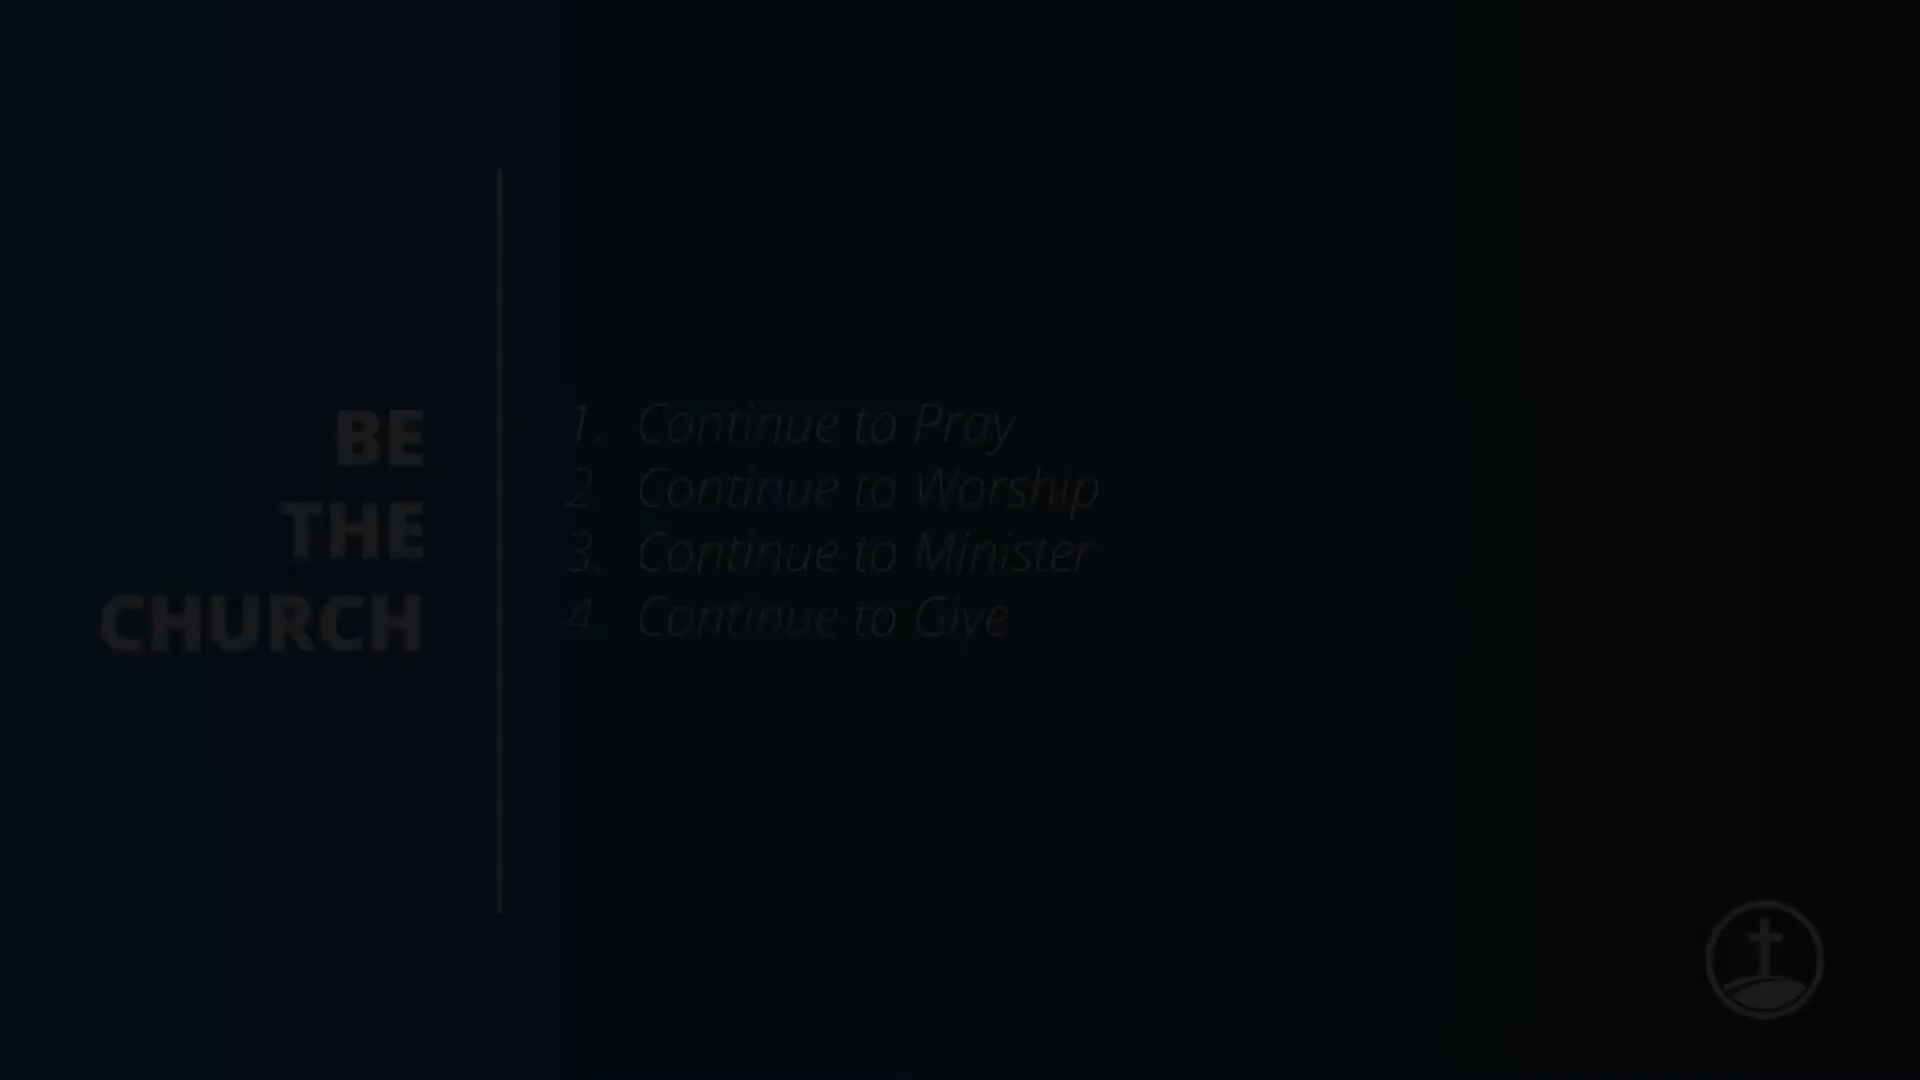 BE
THE
CHURCH
1. Continue to Pray
2. Continue to Worship
3. Continue to Minister
4. Continue to Give